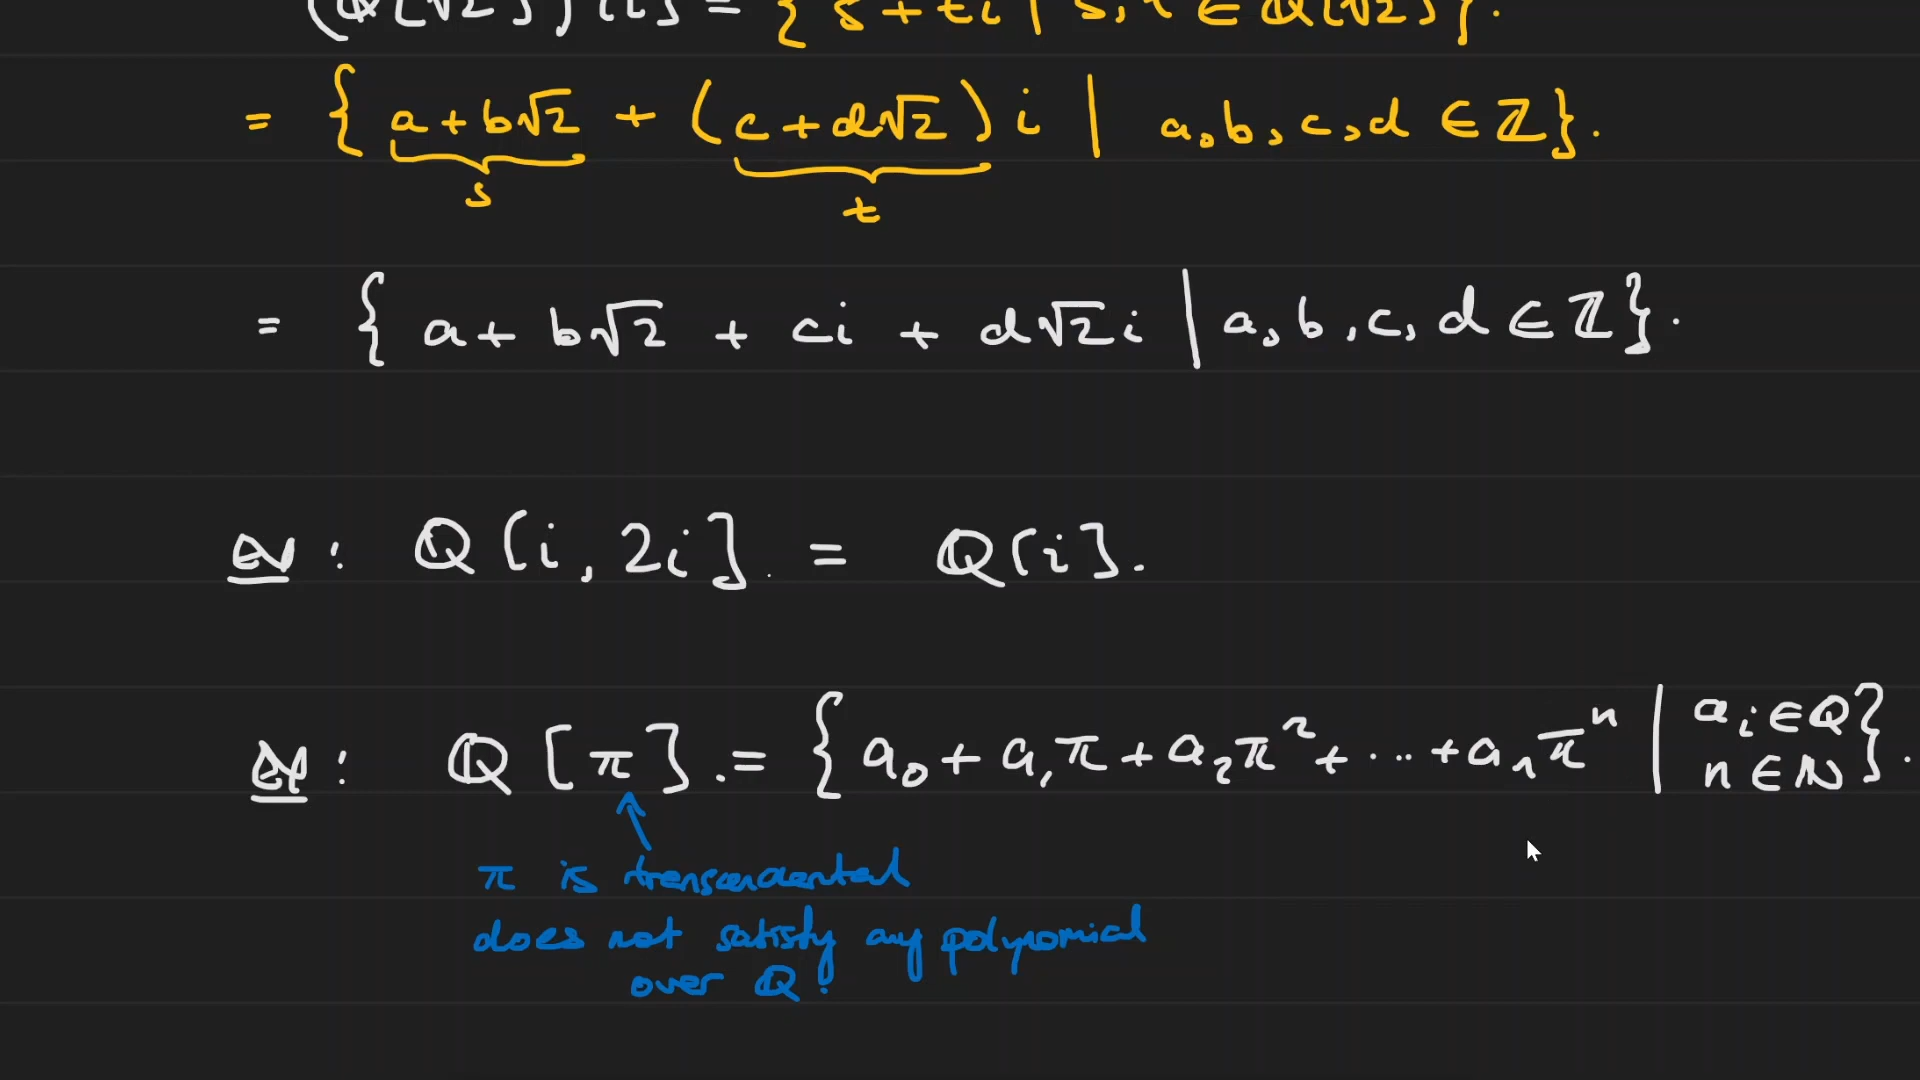 (ℚ[√2])[i] = { s + ti | s, t ∈ ℚ[√2] }.
= { a + b√2 + (c + d√2) i | a, b, c, d ∈ ℤ }.
s t
= { a + b√2 + ci + d√2i | a, b, c, d ∈ ℤ }.
: ℚ[i, 2i] = ℚ[i].
: ℚ[π] = { a₀ + a₁π + a₂π² + ... + aₙπⁿ | aᵢ ∈ ℚ n ∈ ℕ }.
π is transcendental
does not satisfy any polynomial
over ℚ!